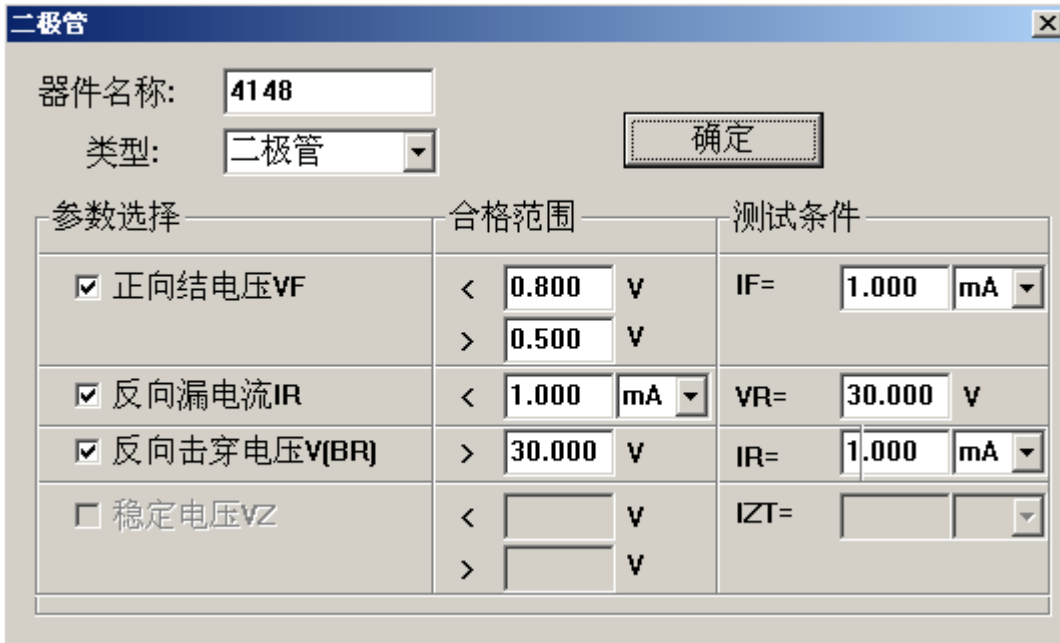 二极管
器件名称: 4148
类型: 二极管
确定
参数选择 合格范围 测试条件
正向结电压VF < 0.800 V IF= 1.000 mA
> 0.500 V
反向漏电流IR < 1.000 mA VR= 30.000 V
反向击穿电压V(BR) > 30.000 V IR= 1.000 mA
稳定电压VZ < V IZT=
> V